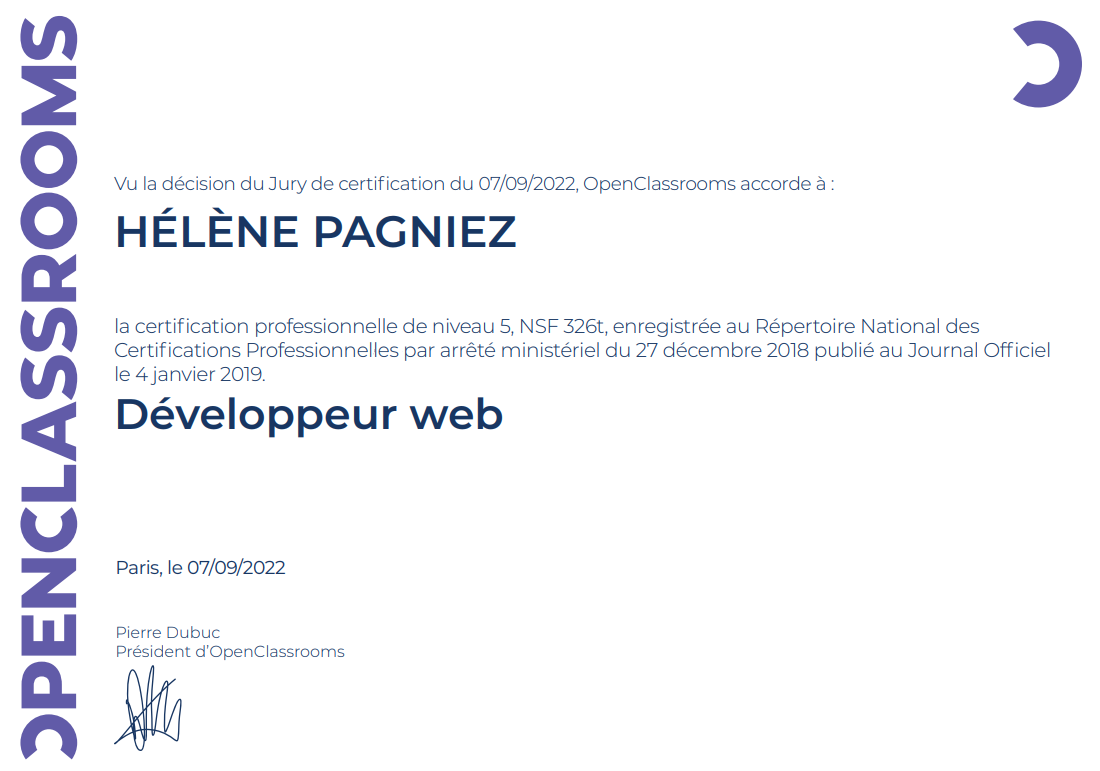 OPENCLASSROOMS
Vu la décision du Jury de certification du 07/09/2022, OpenClassrooms accorde à :
HÉLÈNE PAGNIEZ
la certification professionnelle de niveau 5, NSF 326t, enregistrée au Répertoire National des
Certifications Professionnelles par arrêté ministériel du 27 décembre 2018 publié au Journal Officiel
le 4 janvier 2019.
Développeur web
Paris, le 07/09/2022
Pierre Dubuc
Président d’OpenClassrooms